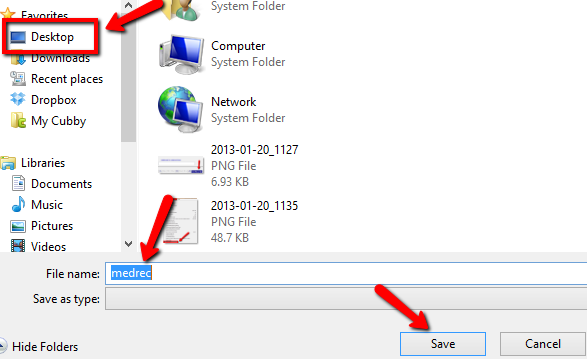 Favorites
Desktop
Downloads
Recent places
Dropbox
My Cubby
Libraries
Documents
Music
Pictures
Videos
System Folder
Computer
System Folder
Network
System Folder
2013-01-20_1127
PNG File
6.93 KB
2013-01-20_1135
PNG File
48.7 KB
File name: medrec
Save as type:
Hide Folders
Save
Cancel